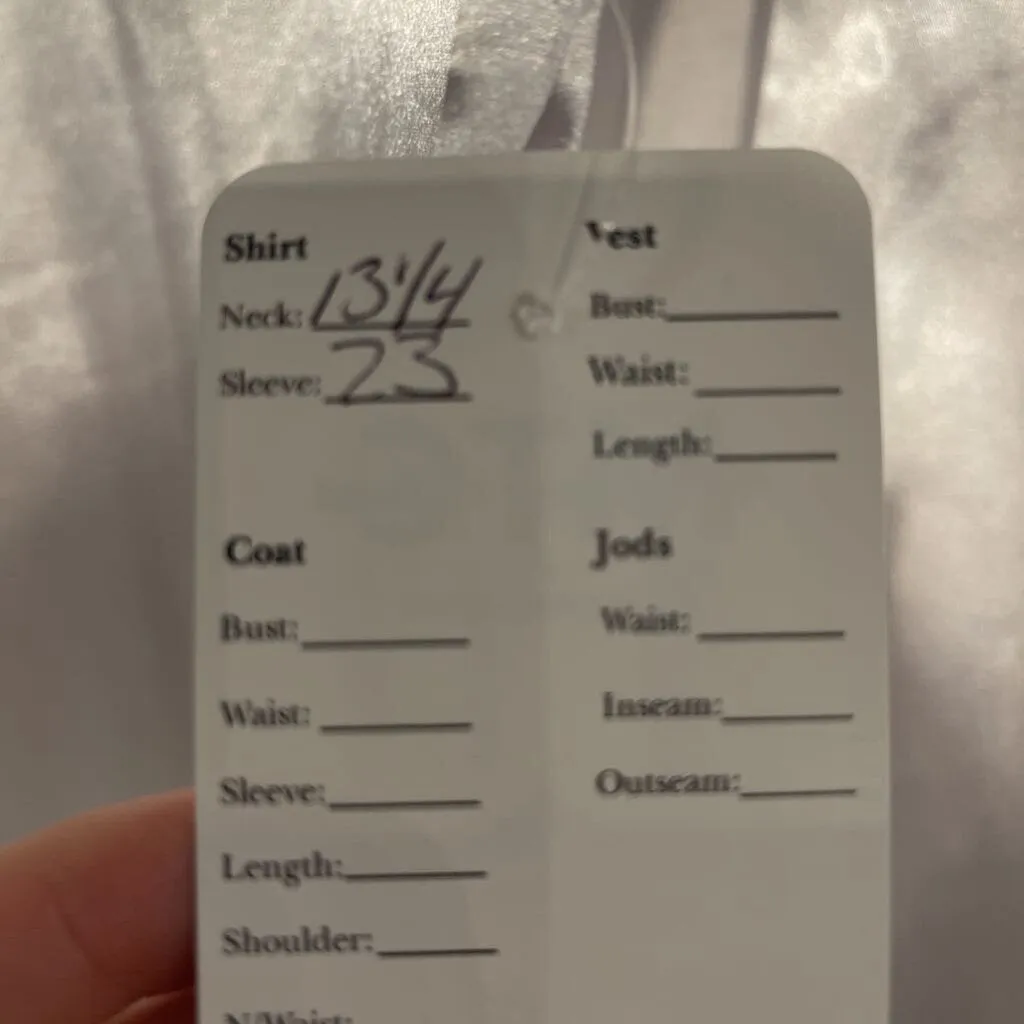 Shirt
Neck: 13 1/4
Sleeve: 23
Coat
Bust:
Waist:
Sleeve:
Length:
Shoulder:
N/Waist:
Vest
Bust:
Waist:
Length:
Jods
Waist:
Inseam:
Outseam: